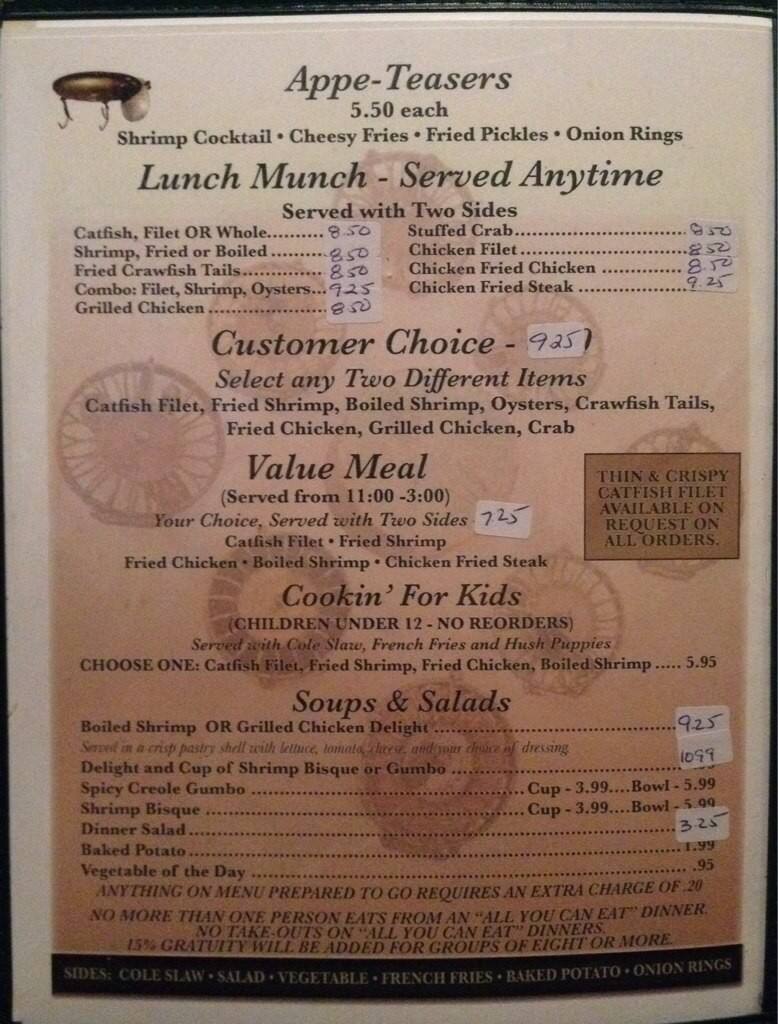 Appe-Teasers
5.50 each
Shrimp Cocktail • Cheesy Fries • Fried Pickles • Onion Rings
Lunch Munch - Served Anytime
Served with Two Sides
Catfish, Filet OR Whole.......... 8.50
Shrimp, Fried or Boiled .......... 8.50
Fried Crawfish Tails............... 8.50
Combo: Filet, Shrimp, Oysters... 9.25
Grilled Chicken ..................... 8.50
Stuffed Crab................................ 8.50
Chicken Filet............................... 8.50
Chicken Fried Chicken ............... 8.50
Chicken Fried Steak ................... 9.25
Customer Choice - 9.25
Select any Two Different Items
Catfish Filet, Fried Shrimp, Boiled Shrimp, Oysters, Crawfish Tails,
Fried Chicken, Grilled Chicken, Crab
Value Meal
(Served from 11:00 -3:00)
Your Choice, Served with Two Sides 7.25
Catfish Filet • Fried Shrimp
Fried Chicken • Boiled Shrimp • Chicken Fried Steak
THIN & CRISPY
CATFISH FILET
AVAILABLE ON
REQUEST ON
ALL ORDERS.
Cookin' For Kids
(CHILDREN UNDER 12 - NO REORDERS)
Served with Cole Slaw, French Fries and Hush Puppies
CHOOSE ONE: Catfish Filet, Fried Shrimp, Fried Chicken, Boiled Shrimp ..... 5.95
Soups & Salads
Boiled Shrimp OR Grilled Chicken Delight ............................................. 9.25
Served in a crisp pastry shell with lettuce, tomato, cheese, and your choice of dressing.
Delight and Cup of Shrimp Bisque or Gumbo .......................................... 1099
Spicy Creole Gumbo ..................................................... Cup - 3.99....Bowl - 5.99
Shrimp Bisque .............................................................. Cup - 3.99....Bowl - 5.99
Dinner Salad ................................................................................... 3.25
Baked Potato ................................................................................... 1.99
Vegetable of the Day ........................................................................ .95
ANYTHING ON MENU PREPARED TO GO REQUIRES AN EXTRA CHARGE OF .20
NO MORE THAN ONE PERSON EATS FROM AN "ALL YOU CAN EAT" DINNER.
NO TAKE-OUTS ON "ALL YOU CAN EAT" DINNERS.
15% GRATUITY WILL BE ADDED FOR GROUPS OF EIGHT OR MORE.
SIDES: COLE SLAW • SALAD • VEGETABLE • FRENCH FRIES • BAKED POTATO • ONION RINGS